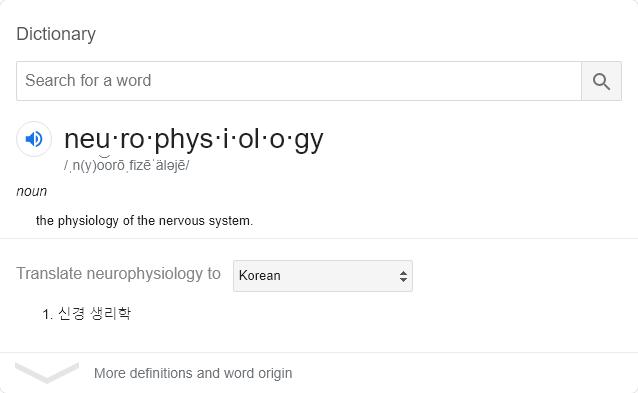 Dictionary
Search for a word
neu·ro·phys·i·ol·o·gy
/ˌn(y)o͝orōˌfizēˈäləjē/
noun
the physiology of the nervous system.
Translate neurophysiology to Korean
1. 신경 생리학
More definitions and word origin